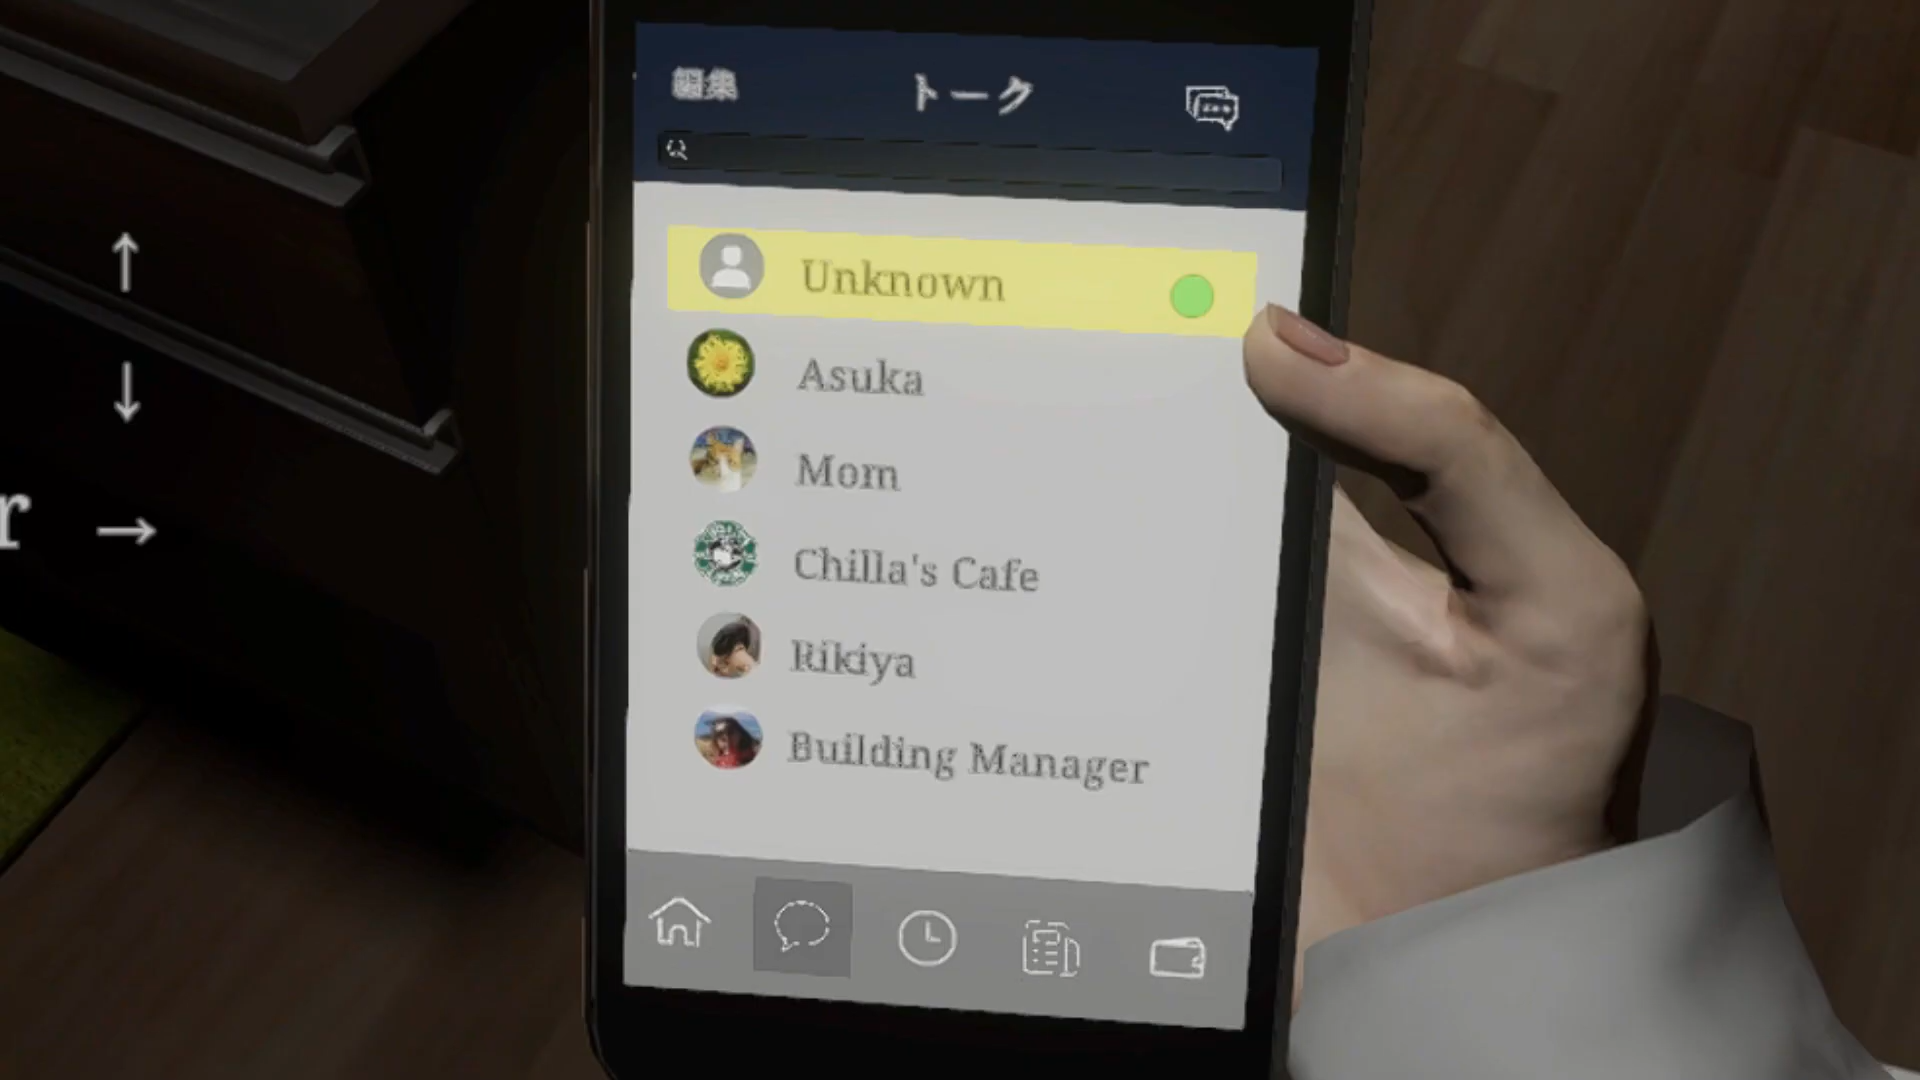 編集
トーク
Unknown
Asuka
Mom
Chilla's Cafe
Rikiya
Building Manager
↑
↓
r →